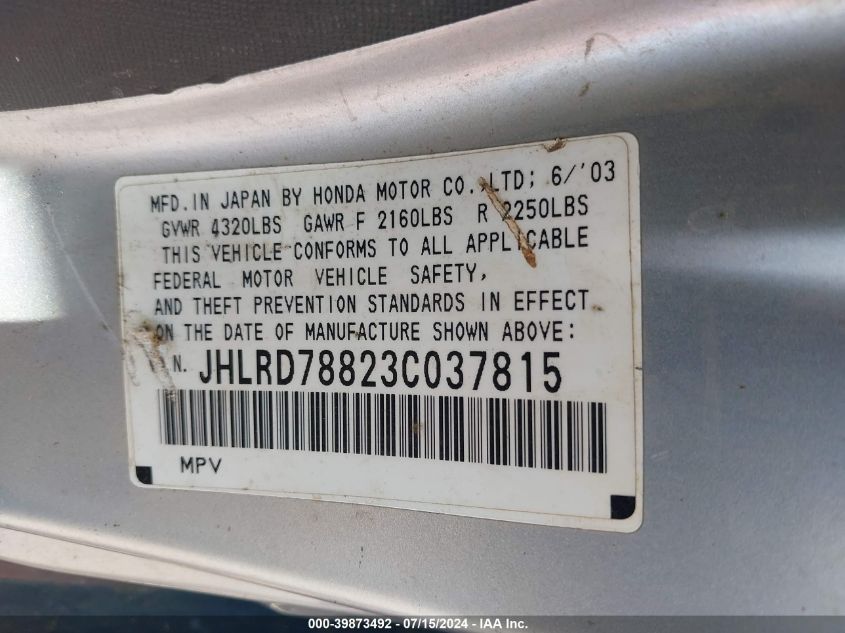 MFD. IN JAPAN BY HONDA MOTOR CO., LTD; 6/'03
GVWR 4320LBS GAWR F 2160LBS R 2250LBS
THIS VEHICLE CONFORMS TO ALL APPLICABLE
FEDERAL MOTOR VEHICLE SAFETY,
AND THEFT PREVENTION STANDARDS IN EFFECT
ON THE DATE OF MANUFACTURE SHOWN ABOVE:
N. JHLRD78823C037815
MPV
000-39873492 - 07/15/2024 - IAA Inc.